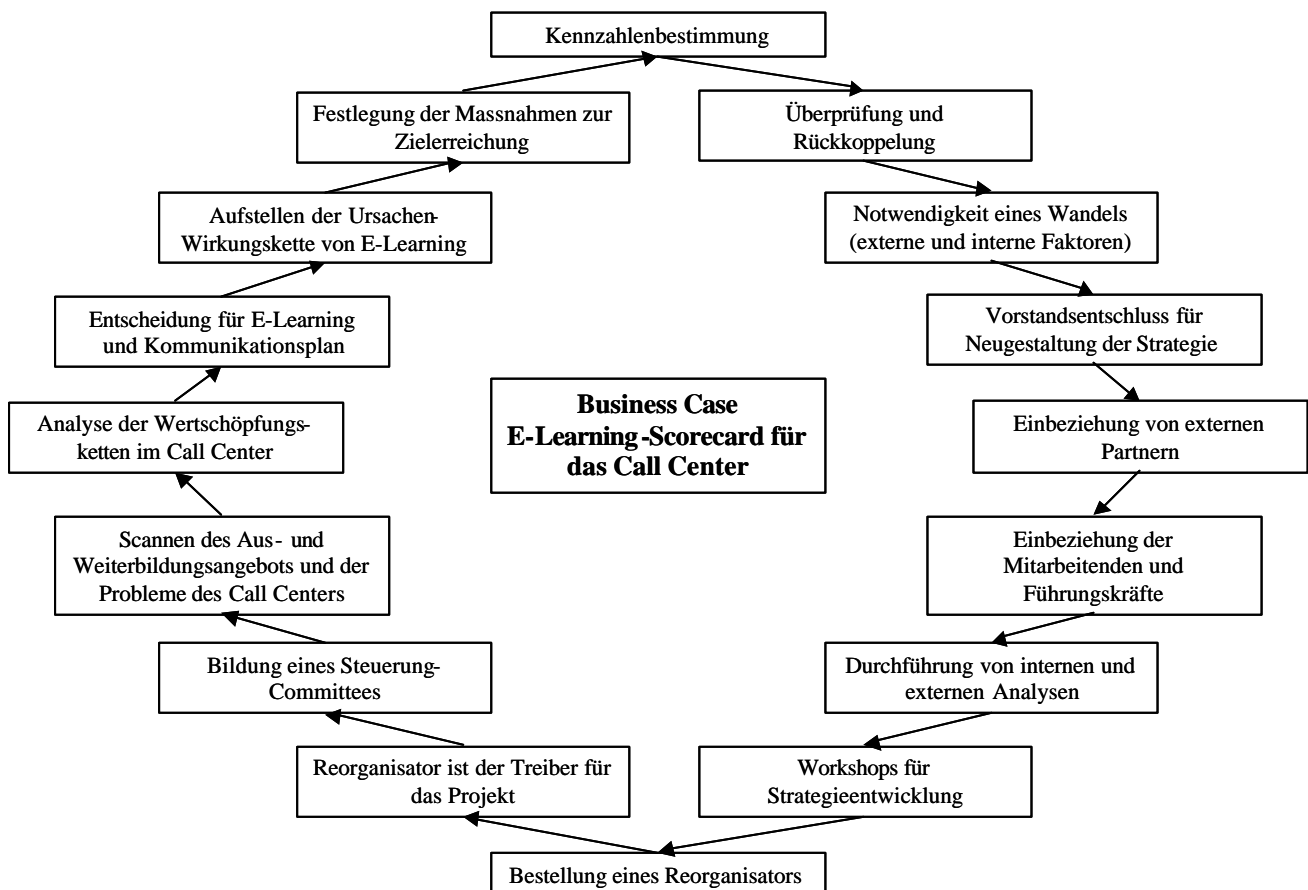 Kennzahlenbestimmung
Festlegung der Massnahmen zur
Zielerreichung
Überprüfung und
Rückkoppelung
Aufstellen der Ursachen-
Wirkungskette von E-Learning
Notwendigkeit eines Wandels
(externe und interne Faktoren)
Entscheidung für E-Learning
und Kommunikationsplan
Vorstandsentschluss für
Neugestaltung der Strategie
Business Case
E-Learning-Scorecard für
das Call Center
Analyse der Wertschöpfungs-
ketten im Call Center
Einbeziehung von externen
Partnern
Scannen des Aus- und
Weiterbildungsangebots und der
Probleme des Call Centers
Einbeziehung der
Mitarbeitenden und
Führungskräfte
Bildung eines Steuerung-
Committees
Durchführung von internen und
externen Analysen
Reorganisator ist der Treiber für
das Projekt
Workshops für
Strategieentwicklung
Bestellung eines Reorganisators